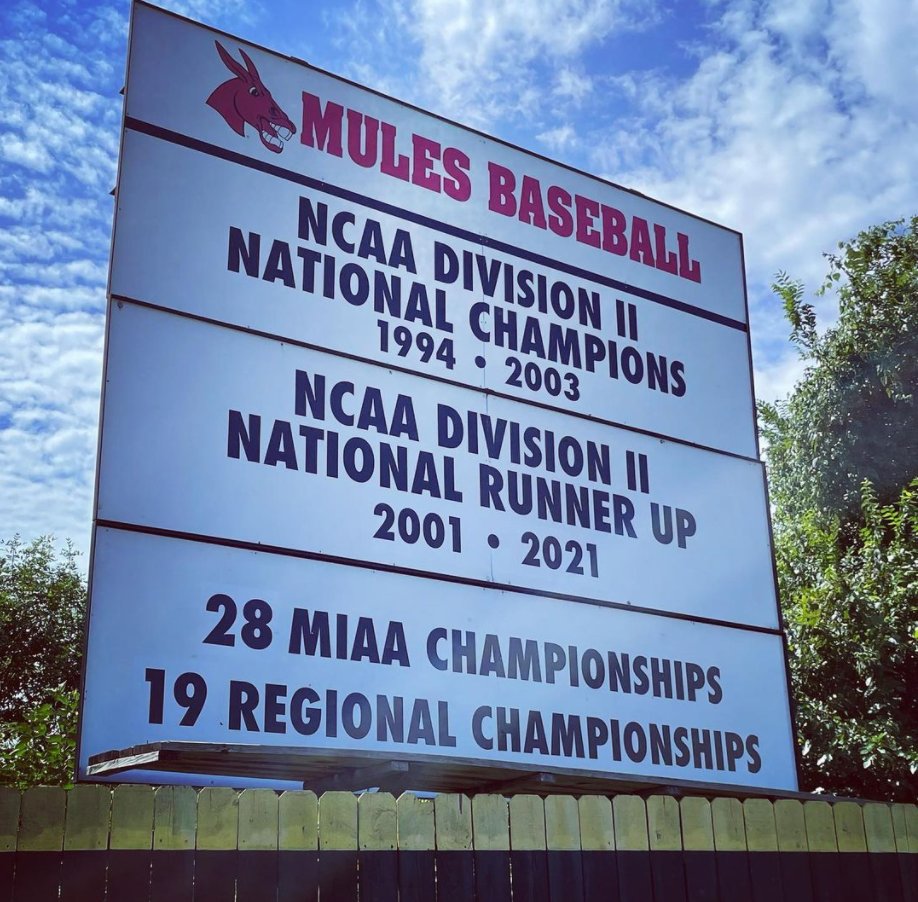 MULES BASEBALL
NCAA DIVISION II
NATIONAL CHAMPIONS
1994 • 2003
NCAA DIVISION II
NATIONAL RUNNER UP
2001 • 2021
28 MIAA CHAMPIONSHIPS
19 REGIONAL CHAMPIONSHIPS